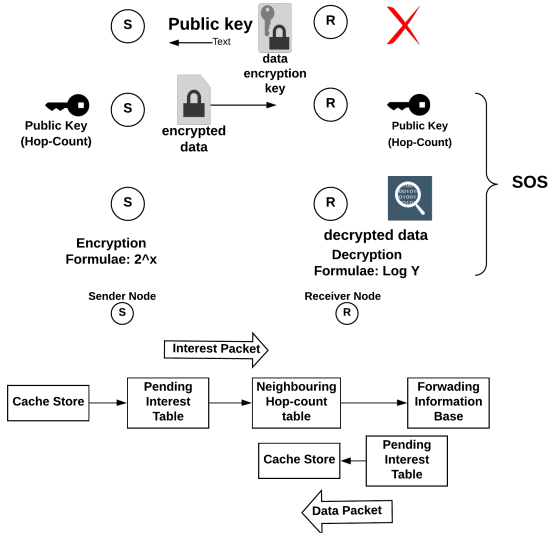 S
Public key
Text
R
data
encryption
key
Public Key
(Hop-Count)
S
encrypted
data
R
Public Key
(Hop-Count)
SOS
S
Encryption
Formulae: 2^x
R
decrypted data
Decryption
Formulae: Log Y
Sender Node
S
Receiver Node
R
Interest Packet
Cache Store
Pending
Interest
Table
Neighbouring
Hop-count
table
Forwading
Information
Base
Cache Store
Pending
Interest
Table
Data Packet